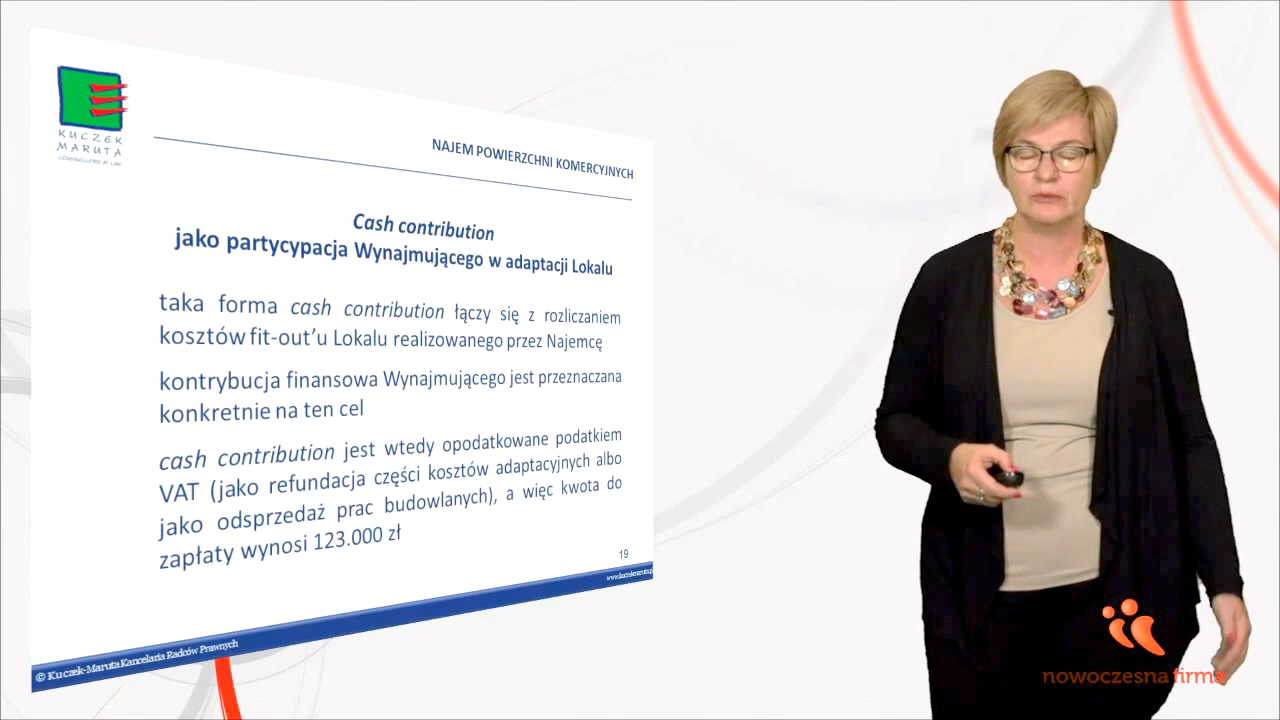 KUCZEK
MARUTA
COUNSELLORS AT LAW
NAJEM POWIERZCHNI KOMERCYJNYCH
Cash contribution
jako partycypacja Wynajmującego w adaptacji Lokalu
taka forma cash contribution łączy się z rozliczaniem
kosztów fit-out’u Lokalu realizowanego przez Najemcę
kontrybucja finansowa Wynajmującego jest przeznaczana
konkretnie na ten cel
cash contribution jest wtedy opodatkowane podatkiem
VAT (jako refundacja części kosztów adaptacyjnych albo
jako odsprzedaż prac budowlanych), a więc kwota do
zapłaty wynosi 123.000 zł
19
© Kuczek-Maruta Kancelaria Radców Prawnych
nowoczesna firma